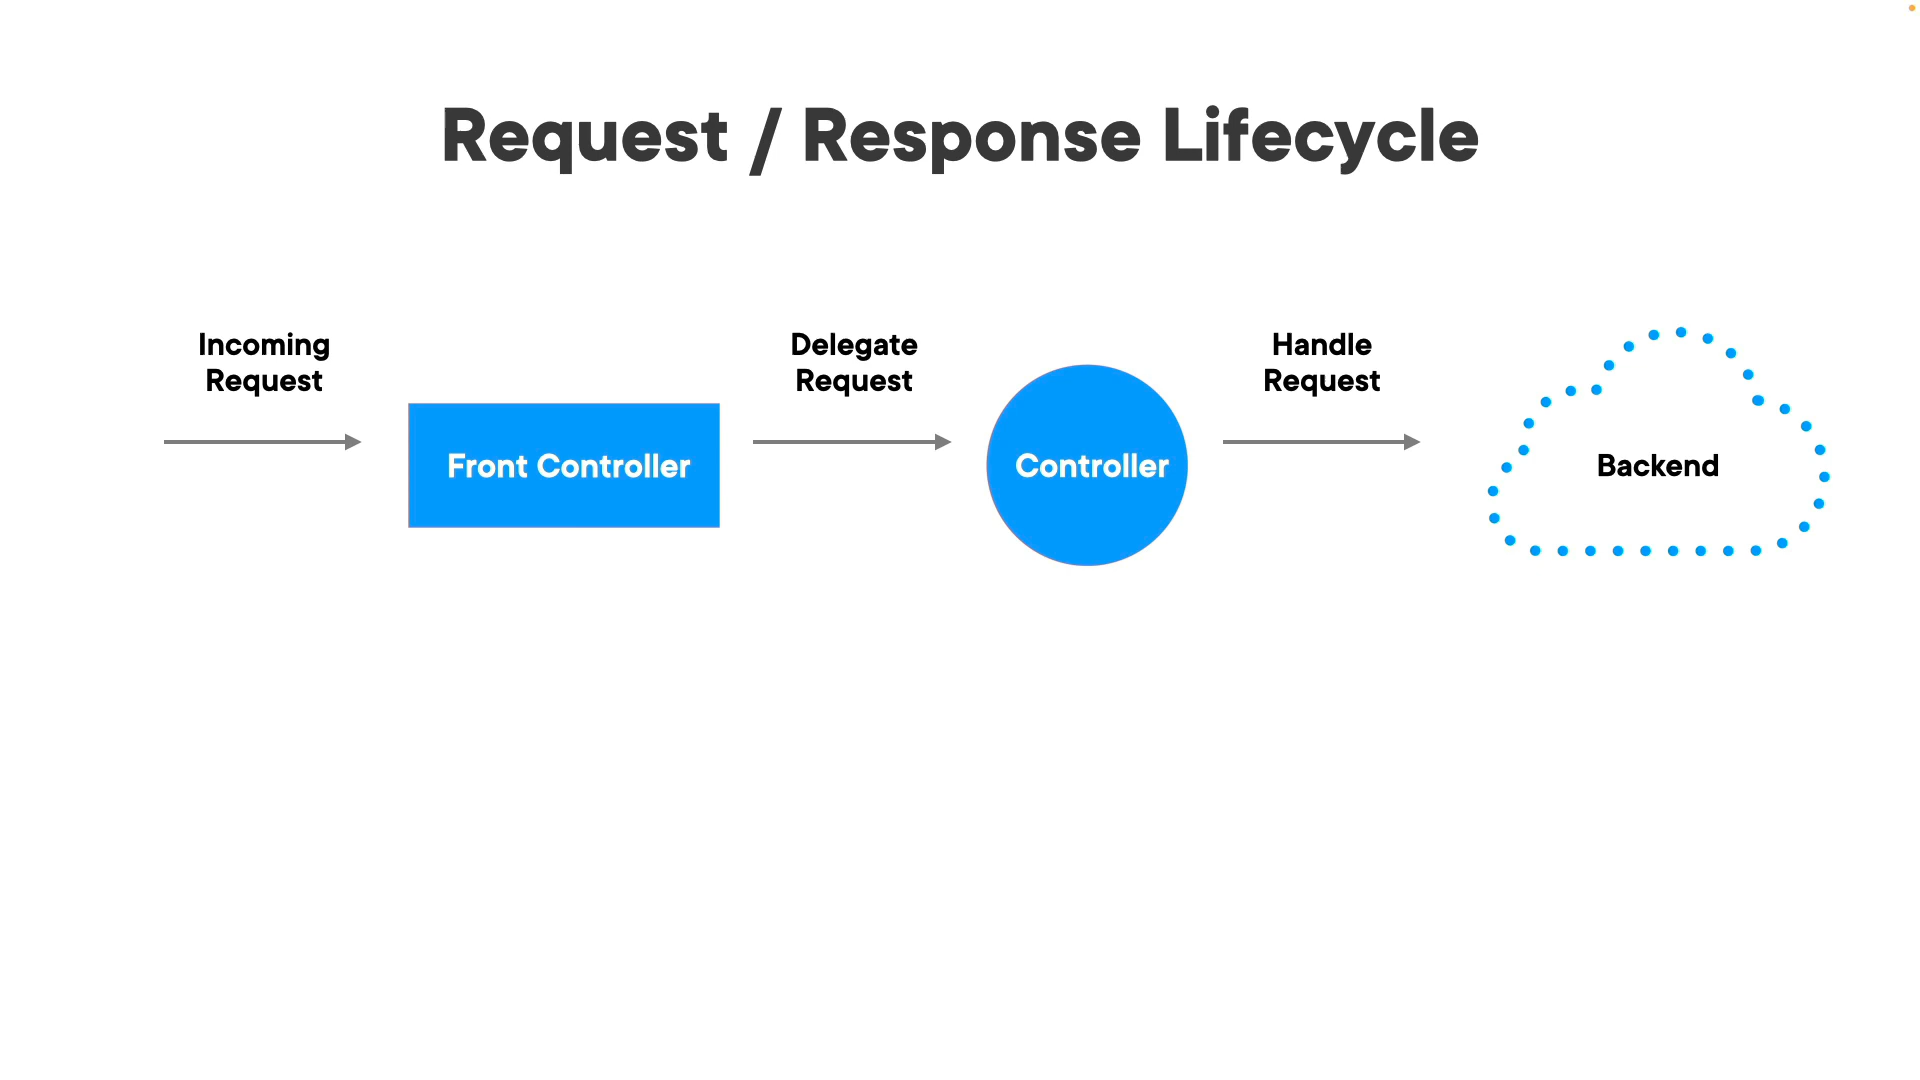 Request / Response Lifecycle
Incoming
Request
Front Controller
Delegate
Request
Controller
Handle
Request
Backend